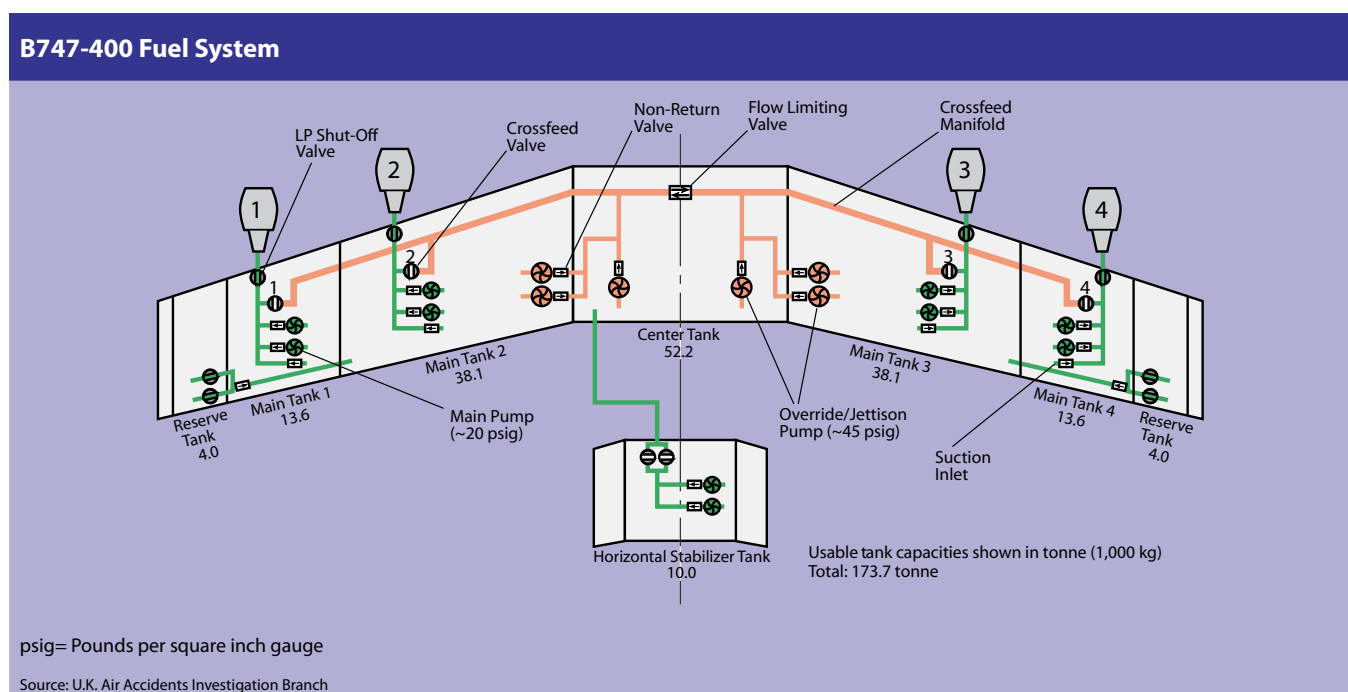 B747-400 Fuel System
LP Shut-Off
Valve
Crossfeed
Valve
Non-Return
Valve
Flow Limiting
Valve
Crossfeed
Manifold
1
2
3
4
1
2
3
4
Reserve
Tank
4.0
Main Tank 1
13.6
Main Tank 2
38.1
Main Pump
(~20 psig)
Center Tank
52.2
Override/Jettison
Pump (~45 psig)
Main Tank 3
38.1
Main Tank 4
13.6
Reserve
Tank
4.0
Suction
Inlet
Horizontal Stabilizer Tank
10.0
Usable tank capacities shown in tonne (1,000 kg)
Total: 173.7 tonne
psig= Pounds per square inch gauge
Source: U.K. Air Accidents Investigation Branch